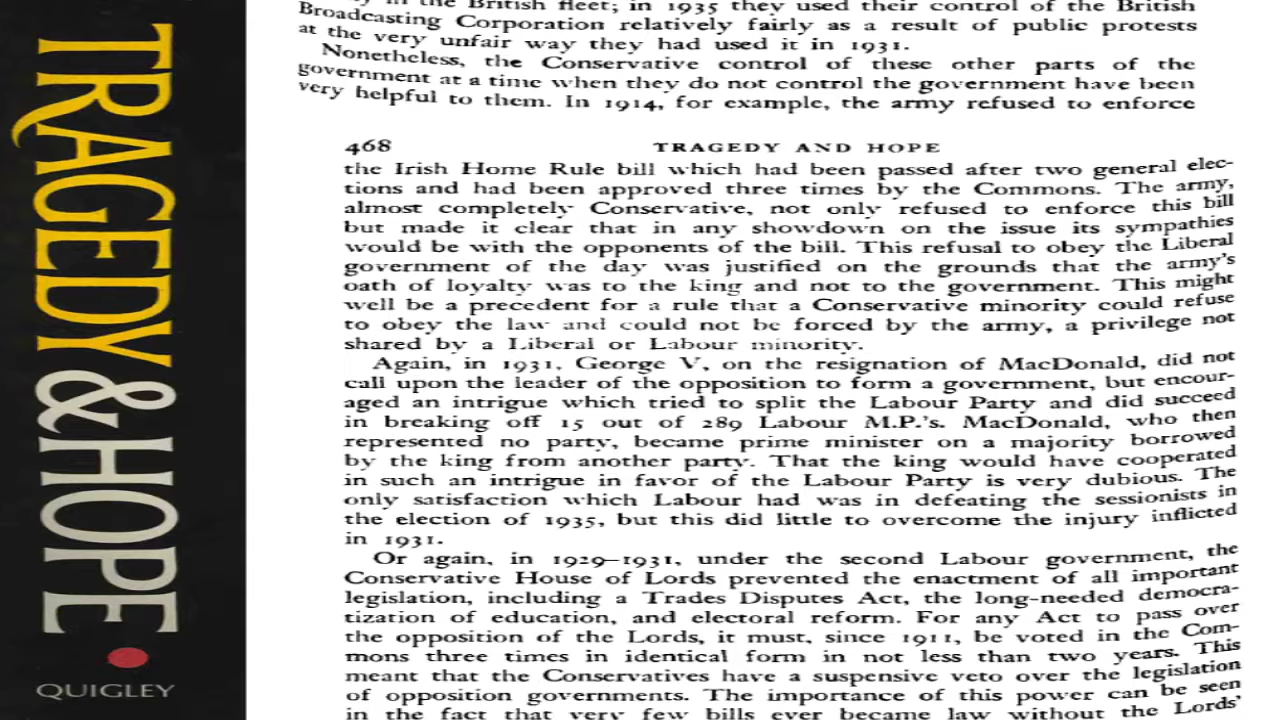 TRAGEDY & HOPE
QUIGLEY
in the British fleet; in 1935 they used their control of the British
Broadcasting Corporation relatively fairly as a result of public protests
at the very unfair way they had used it in 1931.
Nonetheless, the Conservative control of these other parts of the
government at a time when they do not control the government have been
very helpful to them. In 1914, for example, the army refused to enforce
468 TRAGEDY AND HOPE
the Irish Home Rule bill which had been passed after two general elec-
tions and had been approved three times by the Commons. The army,
almost completely Conservative, not only refused to enforce this bill
but made it clear that in any showdown on the issue its sympathies
would be with the opponents of the bill. This refusal to obey the Liberal
government of the day was justified on the grounds that the army's
oath of loyalty was to the king and not to the government. This might
well be a precedent for a rule that a Conservative minority could refuse
to obey the law and could not be forced by the army, a privilege not
shared by a Liberal or Labour minority.
Again, in 1931, George V, on the resignation of MacDonald, did not
call upon the leader of the opposition to form a government, but encour-
aged an intrigue which tried to split the Labour Party and did succeed
in breaking off 15 out of 289 Labour M.P.'s. MacDonald, who then
represented no party, became prime minister on a majority borrowed
by the king from another party. That the king would have cooperated
in such an intrigue in favor of the Labour Party is very dubious. The
only satisfaction which Labour had was in defeating the sessionists in
the election of 1935, but this did little to overcome the injury inflicted
in 1931.
Or again, in 1929–1931, under the second Labour government, the
Conservative House of Lords prevented the enactment of all important
legislation, including a Trades Disputes Act, the long-needed democra-
tization of education, and electoral reform. For any Act to pass over
the opposition of the Lords, it must, since 1911, be voted in the Com-
mons three times in identical form in not less than two years. This
meant that the Conservatives have a suspensive veto over the legislation
of opposition governments. The importance of this power can be seen
in the fact that very few bills ever became law without the Lords'